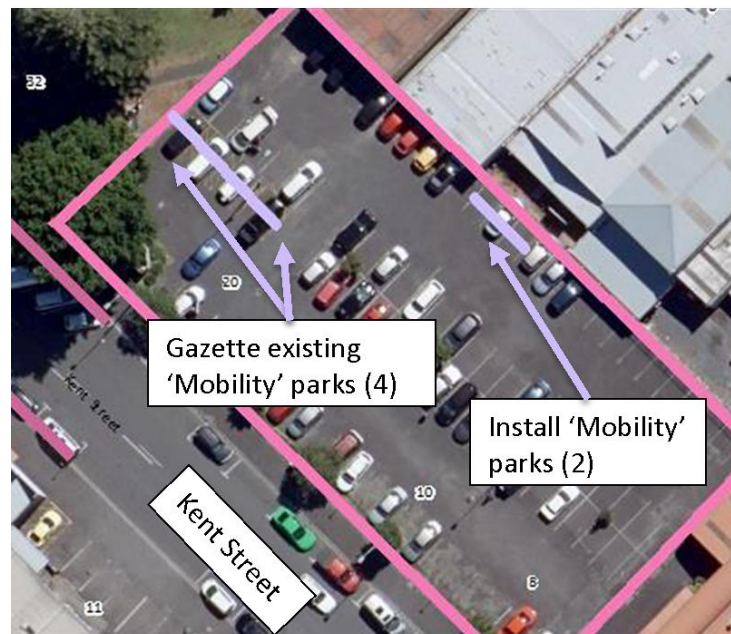 32
20
Gazette existing
‘Mobility’ parks (4)
Kent Street
Install ‘Mobility’
parks (2)
10
Kent Street
8
11